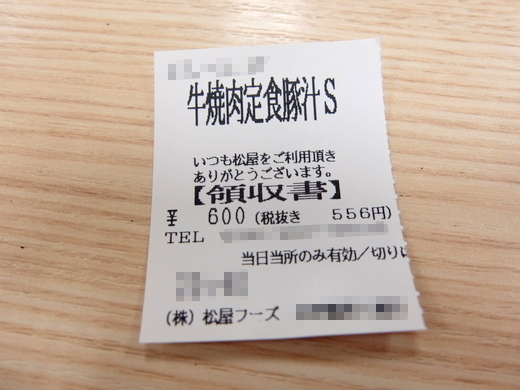 牛焼肉定食豚汁S
いつも松屋をご利用頂き
ありがとうございます。
【領収書】
¥ 600(税抜き 556円)
TEL
当日当所のみ有効/切り
(株)松屋フーズ